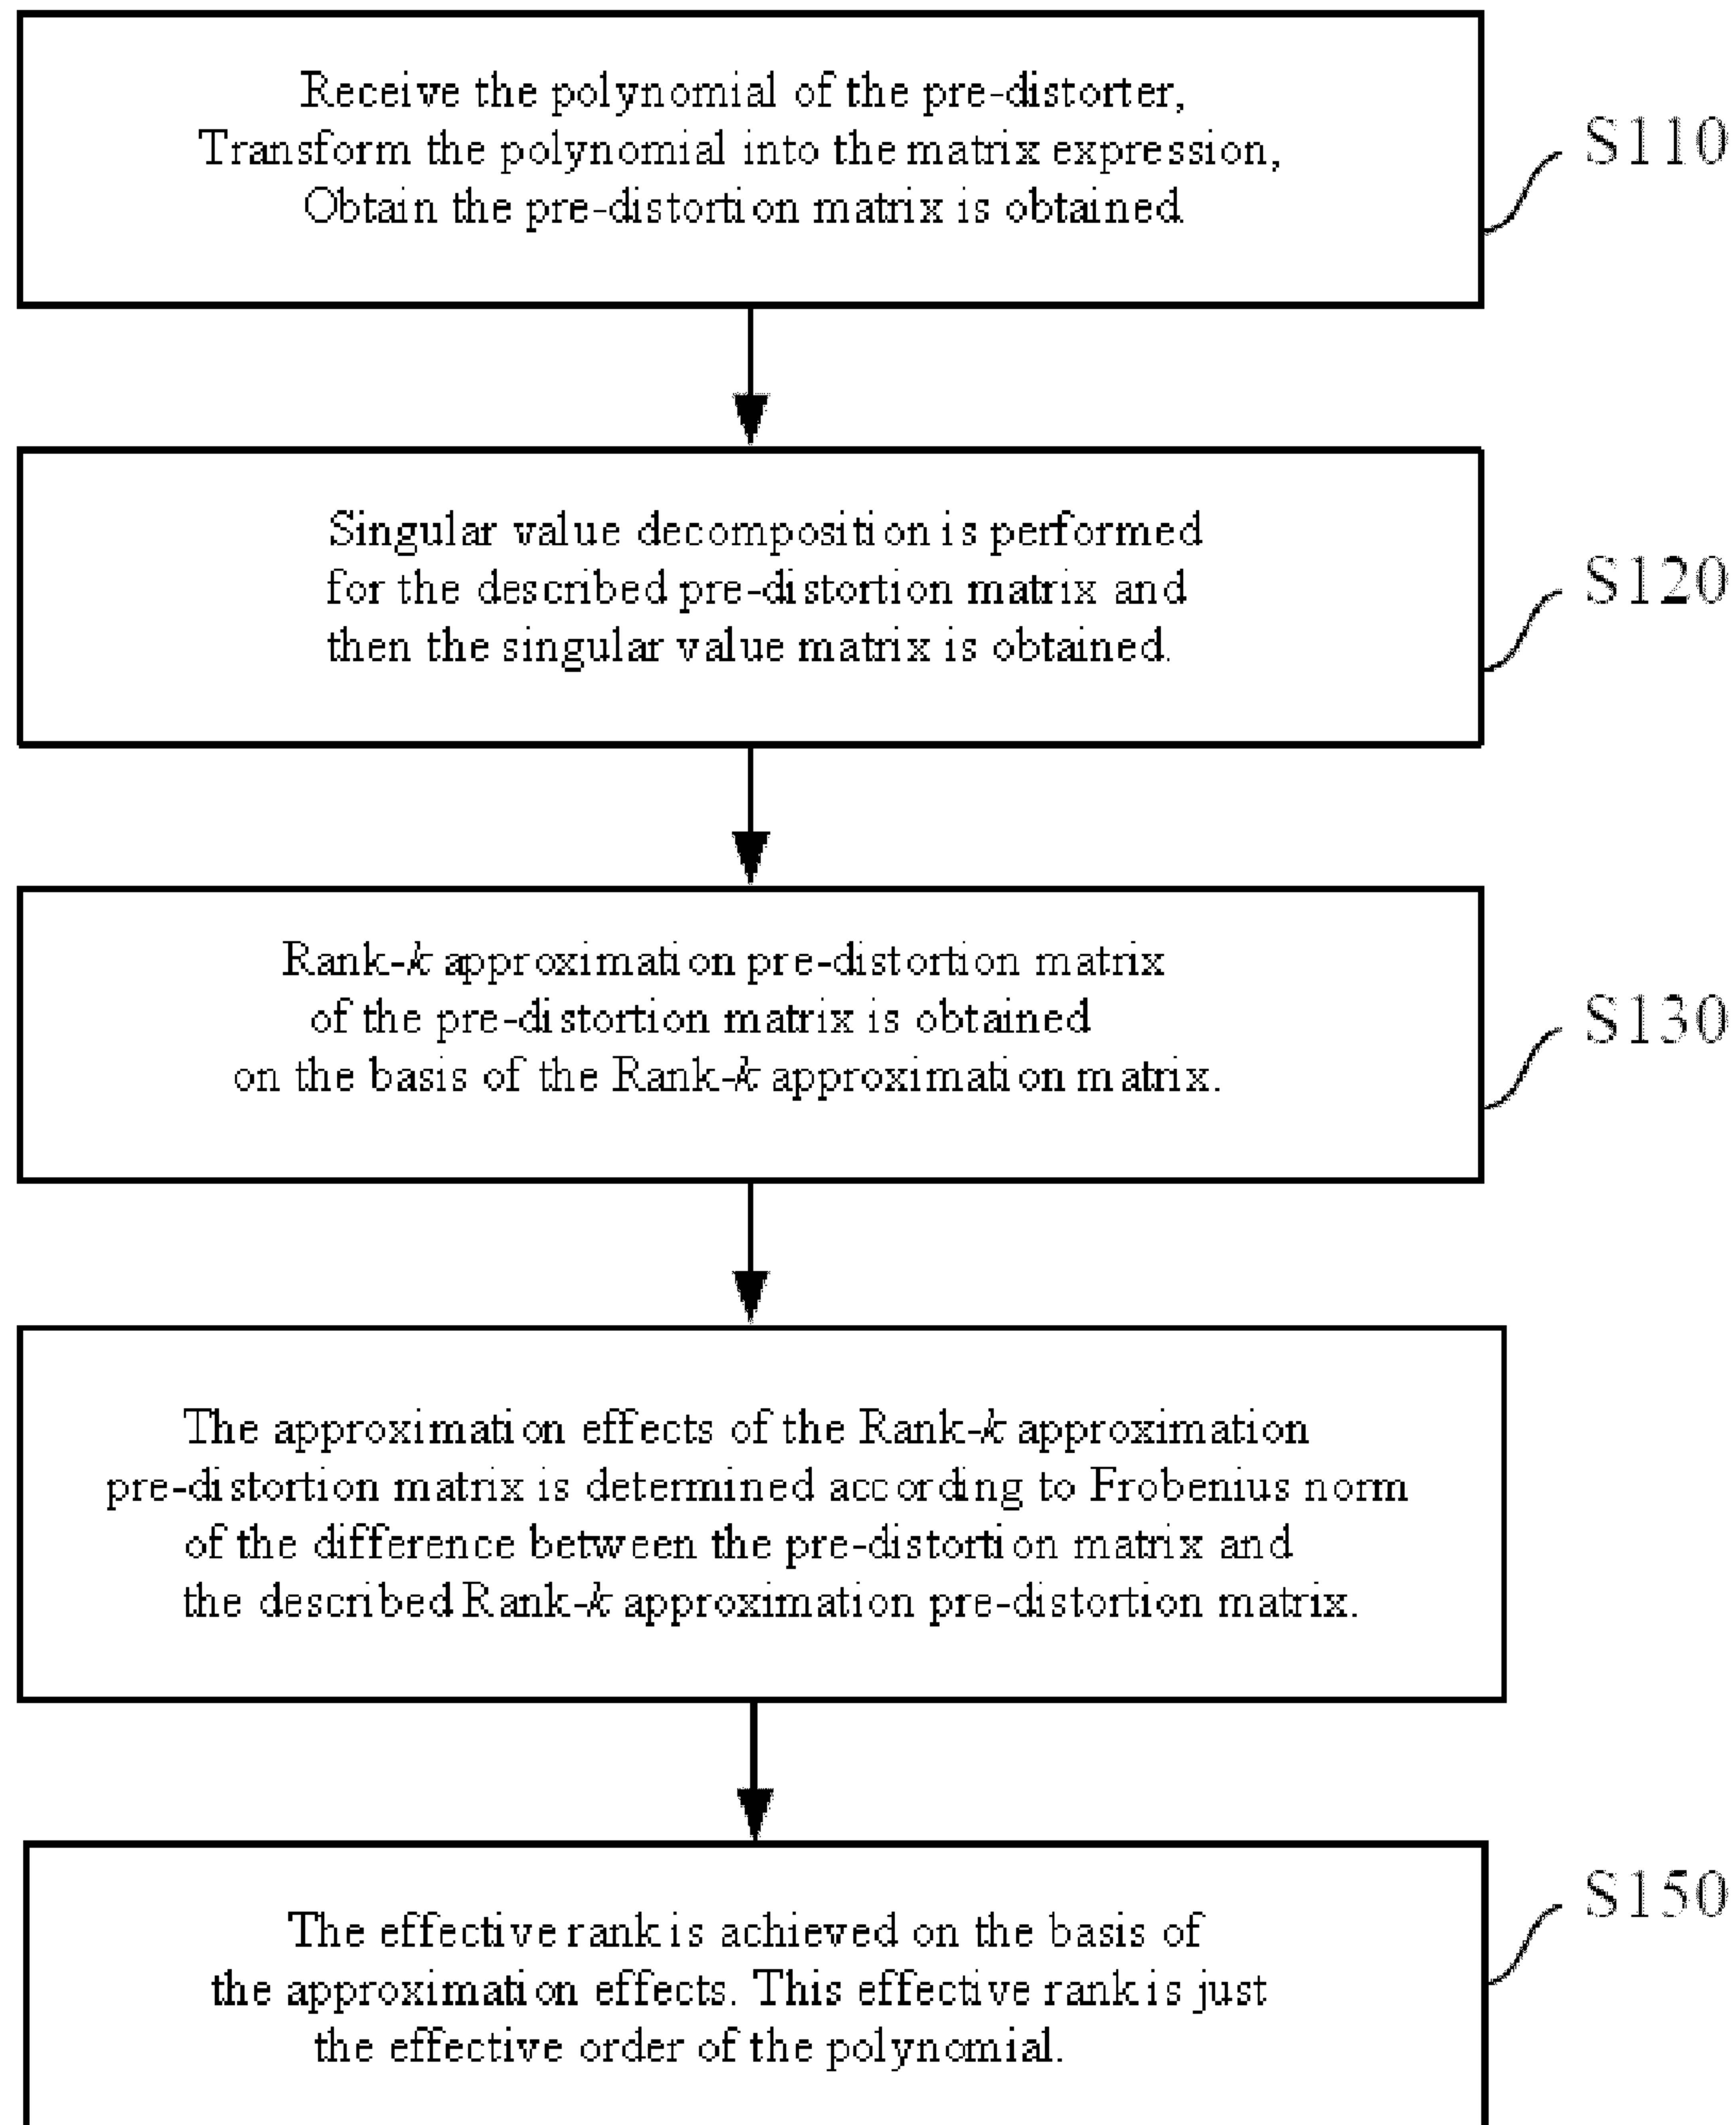 Receive the polynomial of the pre-distorter,
Transform the polynomial into the matrix expression,
Obtain the pre-distortion matrix is obtained
S110
Singular value decomposition is performed
for the described pre-distortion matrix and
then the singular value matrix is obtained.
S120
Rank-k approximation pre-distortion matrix
of the pre-distortion matrix is obtained
on the basis of the Rank-k approximation matrix.
S130
The approximation effects of the Rank-k approximation
pre-distortion matrix is determined according to Frobenius norm
of the difference between the pre-distortion matrix and
the described Rank-k approximation pre-distortion matrix.
The effective rank is achieved on the basis of
the approximation effects. This effective rank is just
the effective order of the polynomial.
S150